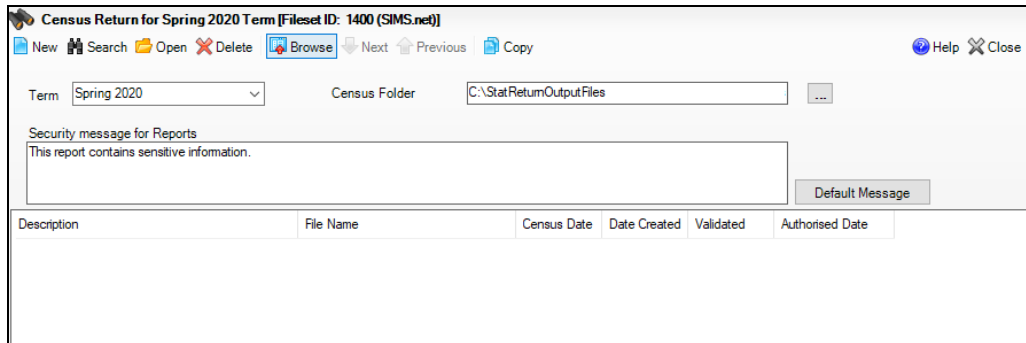 Census Return for Spring 2020 Term [Fileset ID: 1400 (SIMS.net)]
New Search Open Delete Browse Next Previous Copy Help Close
Term Spring 2020 Census Folder C:\StatReturnOutputFiles ...
Security message for Reports
This report contains sensitive information.
Default Message
Description File Name Census Date Date Created Validated Authorised Date